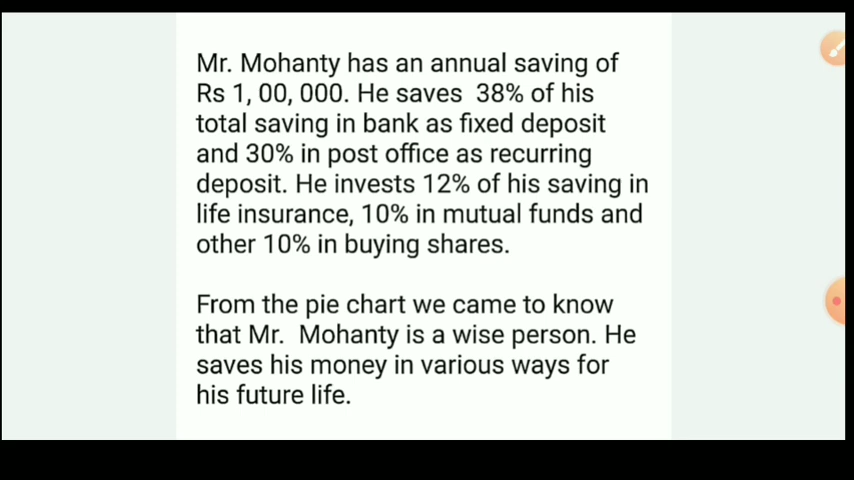 Mr. Mohanty has an annual saving of
Rs 1, 00, 000. He saves  38% of his
total saving in bank as fixed deposit
and 30% in post office as recurring
deposit. He invests 12% of his saving in
life insurance, 10% in mutual funds and
other 10% in buying shares.
From the pie chart we came to know
that Mr.  Mohanty is a wise person. He
saves his money in various ways for
his future life.